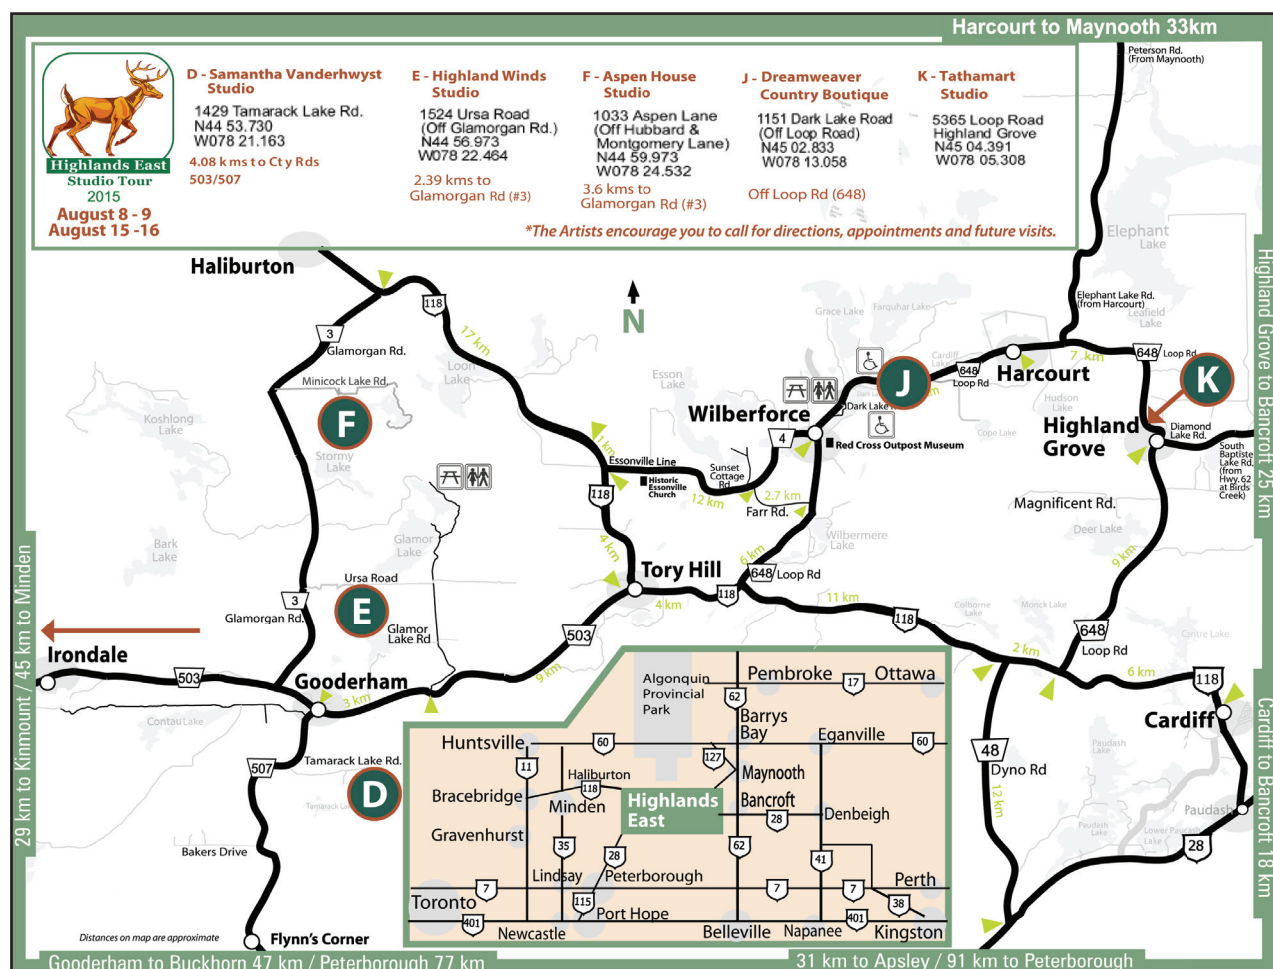 Harcourt to Maynooth 33km
Highlands East
Studio Tour
2015
August 8 - 9
August 15 -16
D - Samantha Vanderhwyst
Studio
1429 Tamarack Lake Rd.
N44 53.730
W078 21.163
4.08 kms to Cty Rds
503/507
E - Highland Winds
Studio
1524 Ursa Road
(Off Glamorgan Rd.)
N44 56.973
W078 22.464
2.39 kms to
Glamorgan Rd (#3)
F - Aspen House
Studio
1033 Aspen Lane
(Off Hubbard &
Montgomery Lane)
N44 59.973
W078 24.532
3.6 kms to
Glamorgan Rd (#3)
J - Dreamweaver
Country Boutique
1151 Dark Lake Road
(Off Loop Road)
N45 02.833
W078 13.058
Off Loop Rd (648)
K - Tathamart
Studio
5365 Loop Road
Highland Grove
N45 04.391
W078 05.308
*The Artists encourage you to call for directions, appointments and future visits.
Peterson Rd.
(From Maynooth)
Elephant
Lake
Haliburton
118
17 km
3
Glamorgan Rd.
N
Grace Lake
Farquhar Lake
Elephant Lake Rd.
(from Harcourt)
Leafield
Lake
Minicock Lake Rd.
Loon
Lake
Esson
Lake
Cardiff
Lake
648
Loop Rd
Harcourt
7 km
648
Loop Rd
J
K
Koshlong
Lake
F
Stormy
Lake
Wilberforce
Dark Lake
4
Red Cross Outpost Museum
Cope Lake
Hudson
Lake
Highland
Grove
Diamond
Lake Rd.
South
Baptiste
Lake Rd.
(from
Hwy. 62
at Birds
Creek)
1 km
Essonville Line
Historic
Essonville
Church
Sunset
Cottage
Rd
12 km
2.7 km
Farr Rd.
118
Magnificent Rd.
Deer Lake
Bark
Lake
Glamor
Lake
4 km
Wilbermere
Lake
6 km
9 km
Ursa Road
3
Glamorgan Rd.
E
Glamor
Lake Rd
Tory Hill
648
Loop Rd
4 km
118
11 km
118
Colborne
Lake
Monck Lake
648
Loop Rd
Centre Lake
2 km
6 km
118
Cardiff
Irondale
503
Gooderham
3 km
9 km
503
Contau Lake
507
Tamarack Lake Rd.
Tamarack La
D
Bakers Drive
Flynn's Corner
Distances on map are approximate
48
Dyno Rd
12 km
Paudash
Lake
Paudash
Lake
Lower Paudash
Lake
Paudash
28
Algonquin
Provincial
Park
Pembroke
17
Ottawa
62
Barrys
Bay
Eganville
Huntsville
60
60
127
Maynooth
11
Haliburton
118
Bracebridge
Minden
Highlands
East
Bancroft
28
Denbeigh
Gravenhurst
35
28
62
41
Lindsay
Peterborough
Perth
7
7
7
Toronto
115
38
Port Hope
401
401
Newcastle
Belleville
Napanee
Kingston
29 km to Kinmount / 45 km to Minden
Highland Grove to Bancroft 25 km
Cardiff to Bancroft 18 km
Gooderham to Buckhorn 47 km / Peterborough 77 km
31 km to Apsley / 91 km to Peterborough